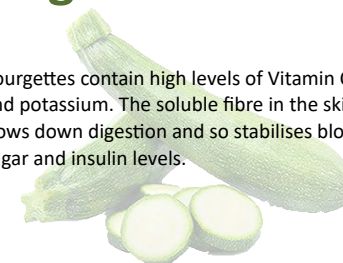 ourgettes contain high levels of Vitamin C
nd potassium. The soluble fibre in the ski
ows down digestion and so stabilises blo
gar and insulin levels.